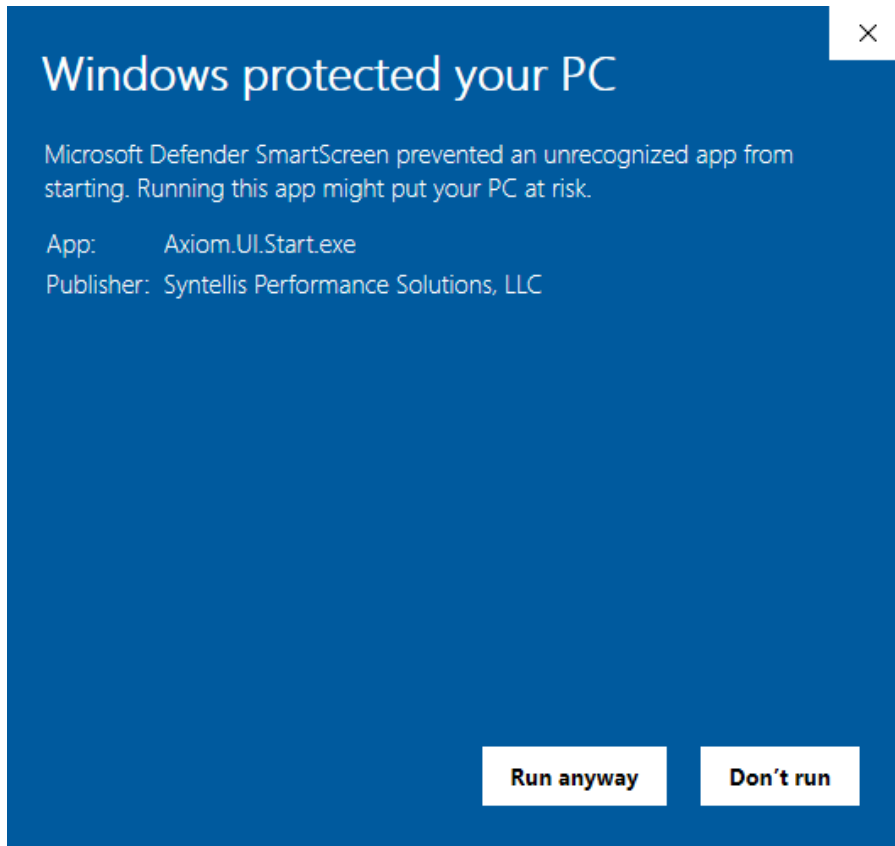 Windows protected your PC
Microsoft Defender SmartScreen prevented an unrecognized app from
starting. Running this app might put your PC at risk.
App: Axiom.UI.Start.exe
Publisher: Syntellis Performance Solutions, LLC
Run anyway Don’t run